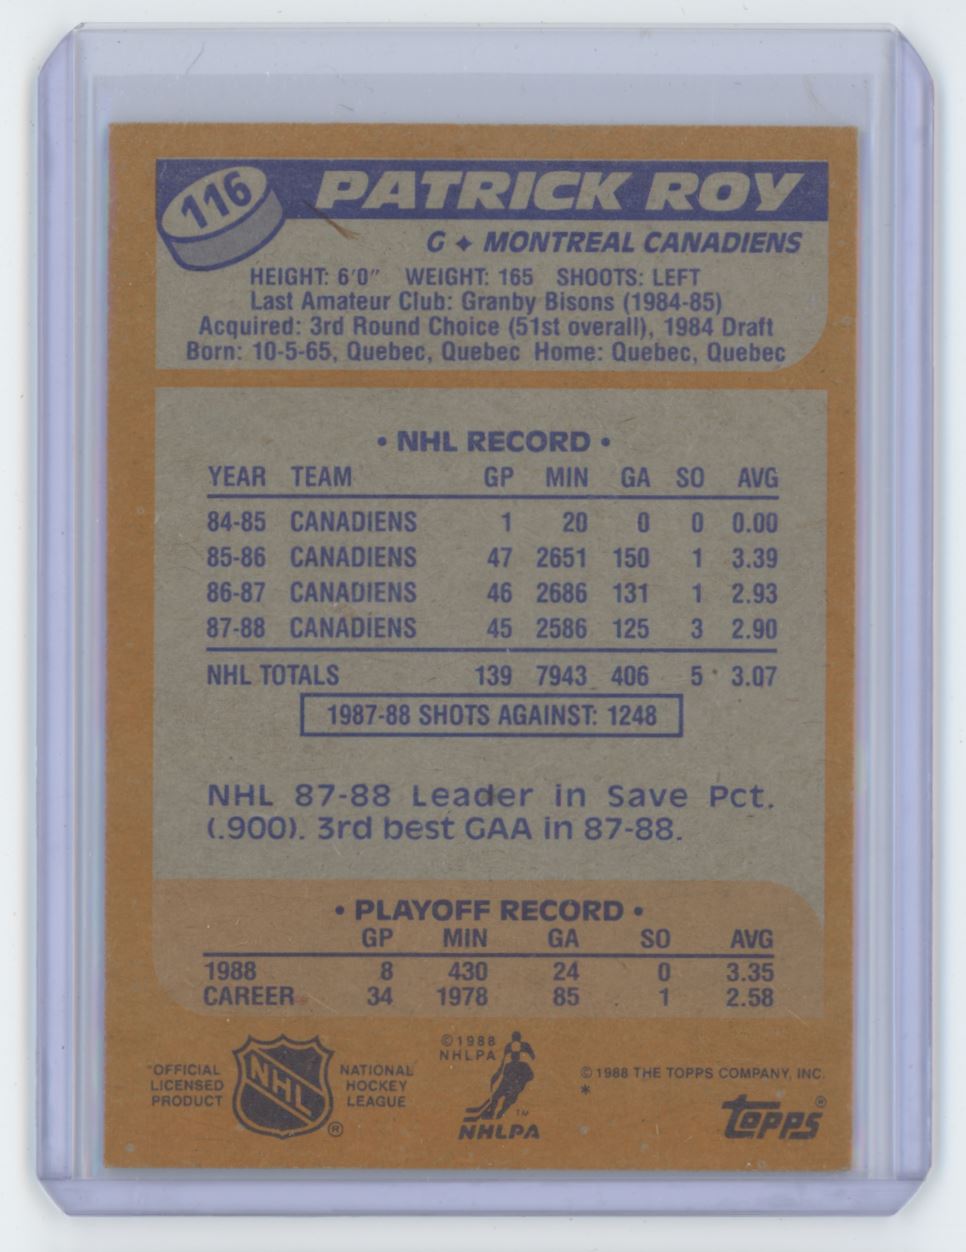 116 PATRICK ROY
G ✦ MONTREAL CANADIENS
HEIGHT: 6'0" WEIGHT: 165 SHOOTS: LEFT
Last Amateur Club: Granby Bisons (1984-85)
Acquired: 3rd Round Choice (51st overall), 1984 Draft
Born: 10-5-65, Quebec, Quebec Home: Quebec, Quebec
• NHL RECORD •
YEAR TEAM GP MIN GA SO AVG
84-85 CANADIENS 1 20 0 0 0.00
85-86 CANADIENS 47 2651 150 1 3.39
86-87 CANADIENS 46 2686 131 1 2.93
87-88 CANADIENS 45 2586 125 3 2.90
NHL TOTALS 139 7943 406 5 3.07
1987-88 SHOTS AGAINST: 1248
NHL 87-88 Leader in Save Pct.
(.900). 3rd best GAA in 87-88.
• PLAYOFF RECORD •
GP MIN GA SO AVG
1988 8 430 24 0 3.35
CAREER 34 1978 85 1 2.58
"OFFICIAL
LICENSED
PRODUCT
NHL
®
NATIONAL
HOCKEY
LEAGUE
©1988
NHLPA
™
NHLPA
© 1988 THE TOPPS COMPANY, INC.
*
topps®